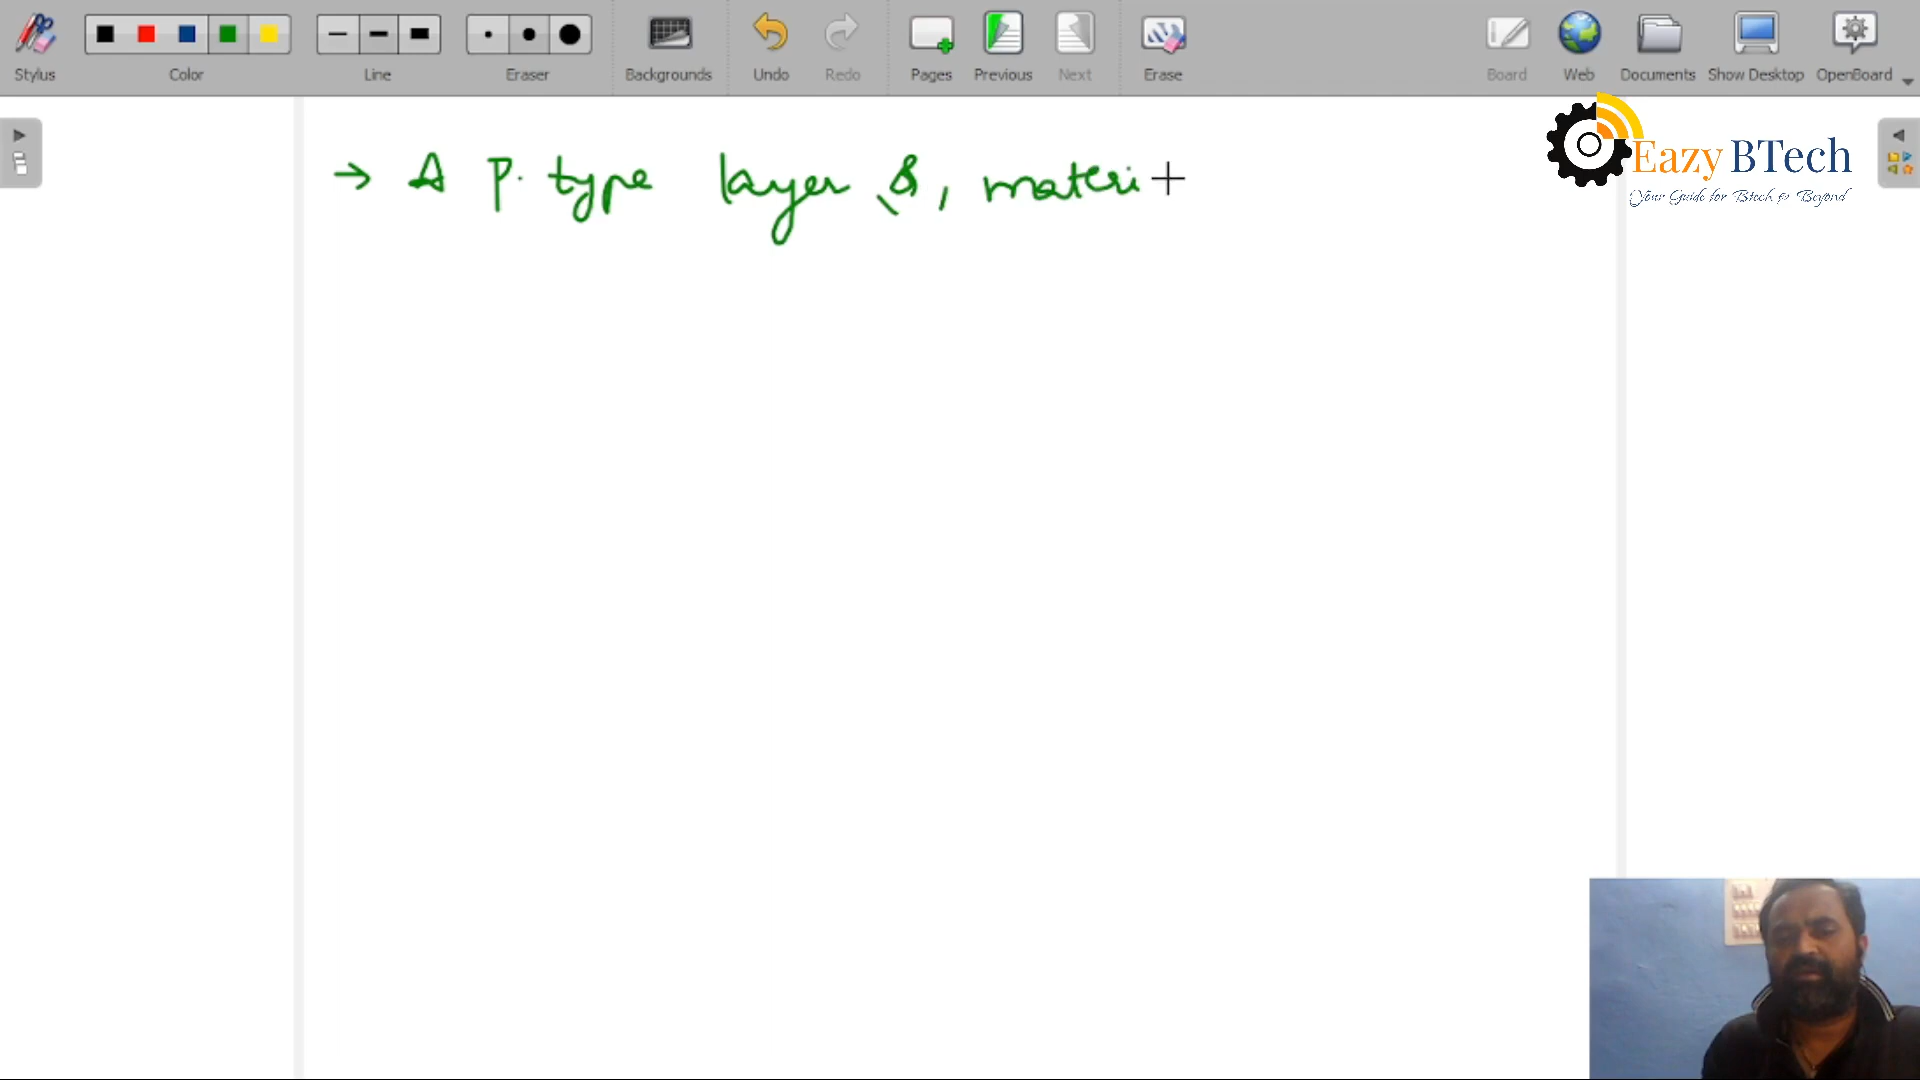 Stylus Color Line Eraser Backgrounds Undo Redo Pages Previous Next Erase Board Web Documents Show Desktop OpenBoard
Eazy BTech
Your Guide for Btech & Beyond
→ A P. type layer &, materi